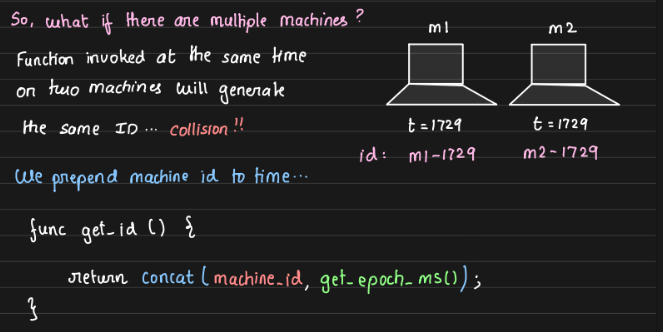 So, what if there are multiple machines ?
m1 m2
Function invoked at the same time
on two machines will generate
the same ID ... collision !!
t = 1729 t = 1729
id : m1-1729 m2-1729
We prepend machine id to time...
func get_id () {
return concat ( machine_id, get_epoch_ms() ) ;
}